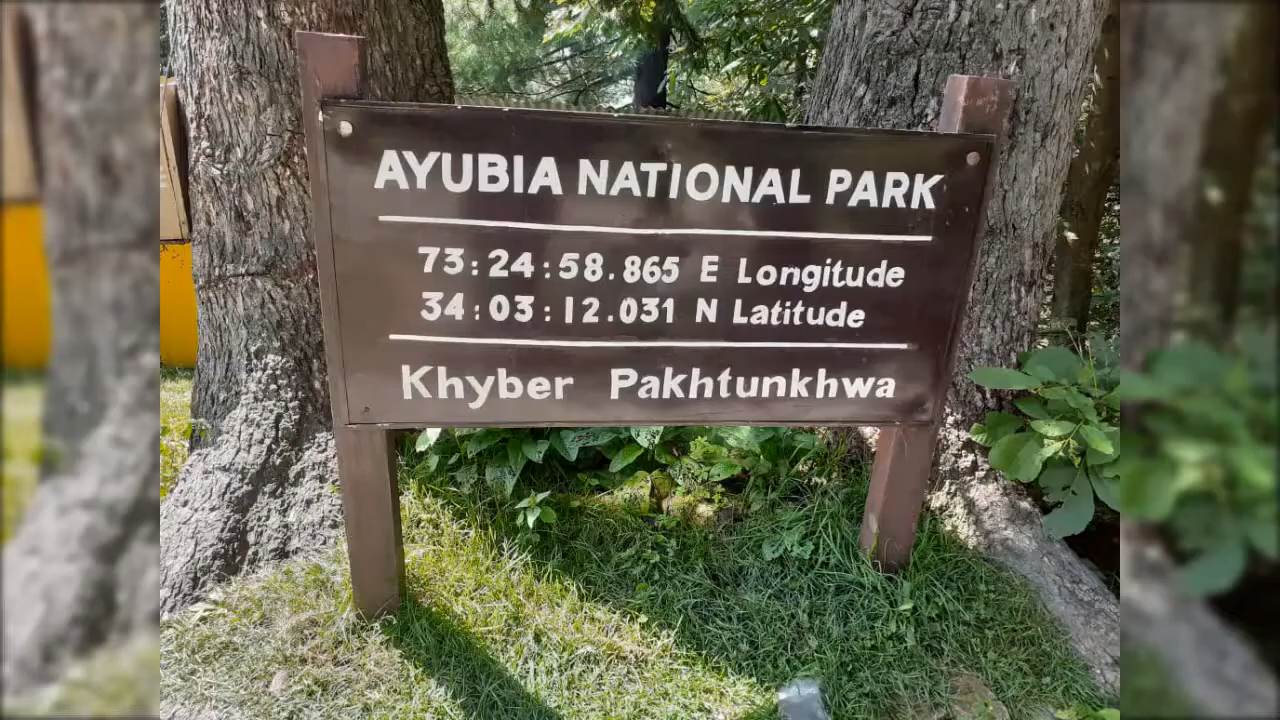 AYUBIA NATIONAL PARK
73:24:58.865 E Longitude
34:03:12.031 N Latitude
Khyber Pakhtunkhwa